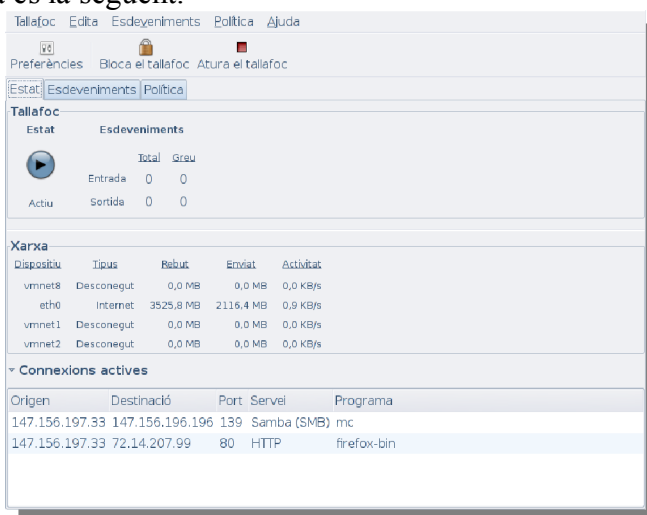 a és la següent:
Tallafoc Edita Esdeveniments Política Ajuda
Preferències Bloca el tallafoc Atura el tallafoc
Estat Esdeveniments Política
Tallafoc
Estat Esdeveniments
Total Greu
Entrada 0 0
Actiu Sortida 0 0
Xarxa
Dispositiu Tipus Rebut Enviat Activitat
vmnet8 Desconegut 0,0 MB 0,0 MB 0,0 KB/s
eth0 Internet 3525,8 MB 2116,4 MB 0,9 KB/s
vmnet1 Desconegut 0,0 MB 0,0 MB 0,0 KB/s
vmnet2 Desconegut 0,0 MB 0,0 MB 0,0 KB/s
Connexions actives
Origen Destinació Port Servei Programa
147.156.197.33 147.156.196.196 139 Samba (SMB) mc
147.156.197.33 72.14.207.99 80 HTTP firefox-bin